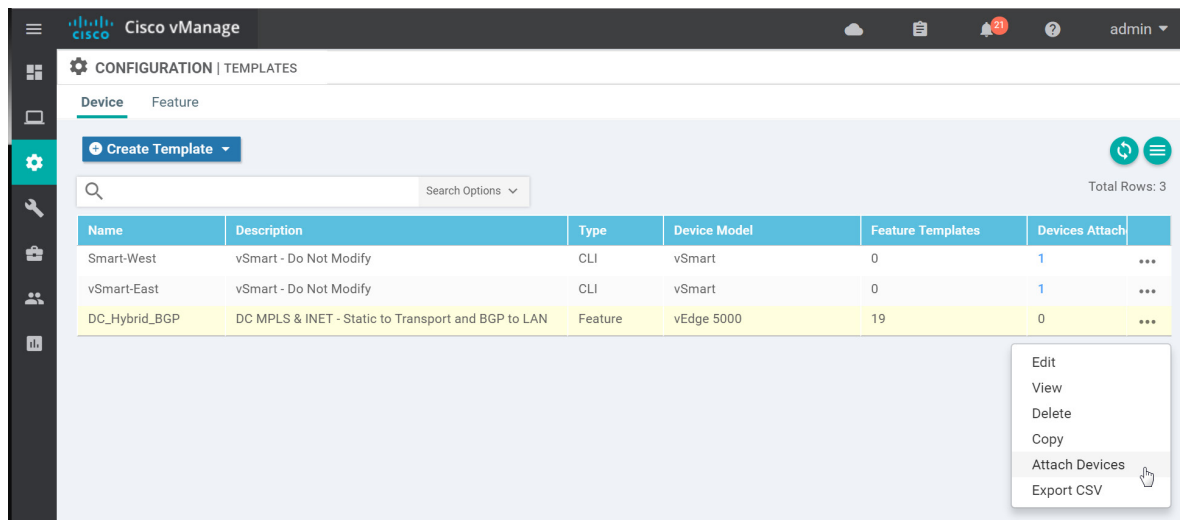 cisco Cisco vManage 21 admin
CONFIGURATION | TEMPLATES
Device Feature
Create Template
Search Options
Total Rows: 3
Name Description Type Device Model Feature Templates Devices Attach
Smart-West vSmart - Do Not Modify CLI vSmart 0 1
vSmart-East vSmart - Do Not Modify CLI vSmart 0 1
DC_Hybrid_BGP DC MPLS & INET - Static to Transport and BGP to LAN Feature vEdge 5000 19 0
Edit
View
Delete
Copy
Attach Devices
Export CSV